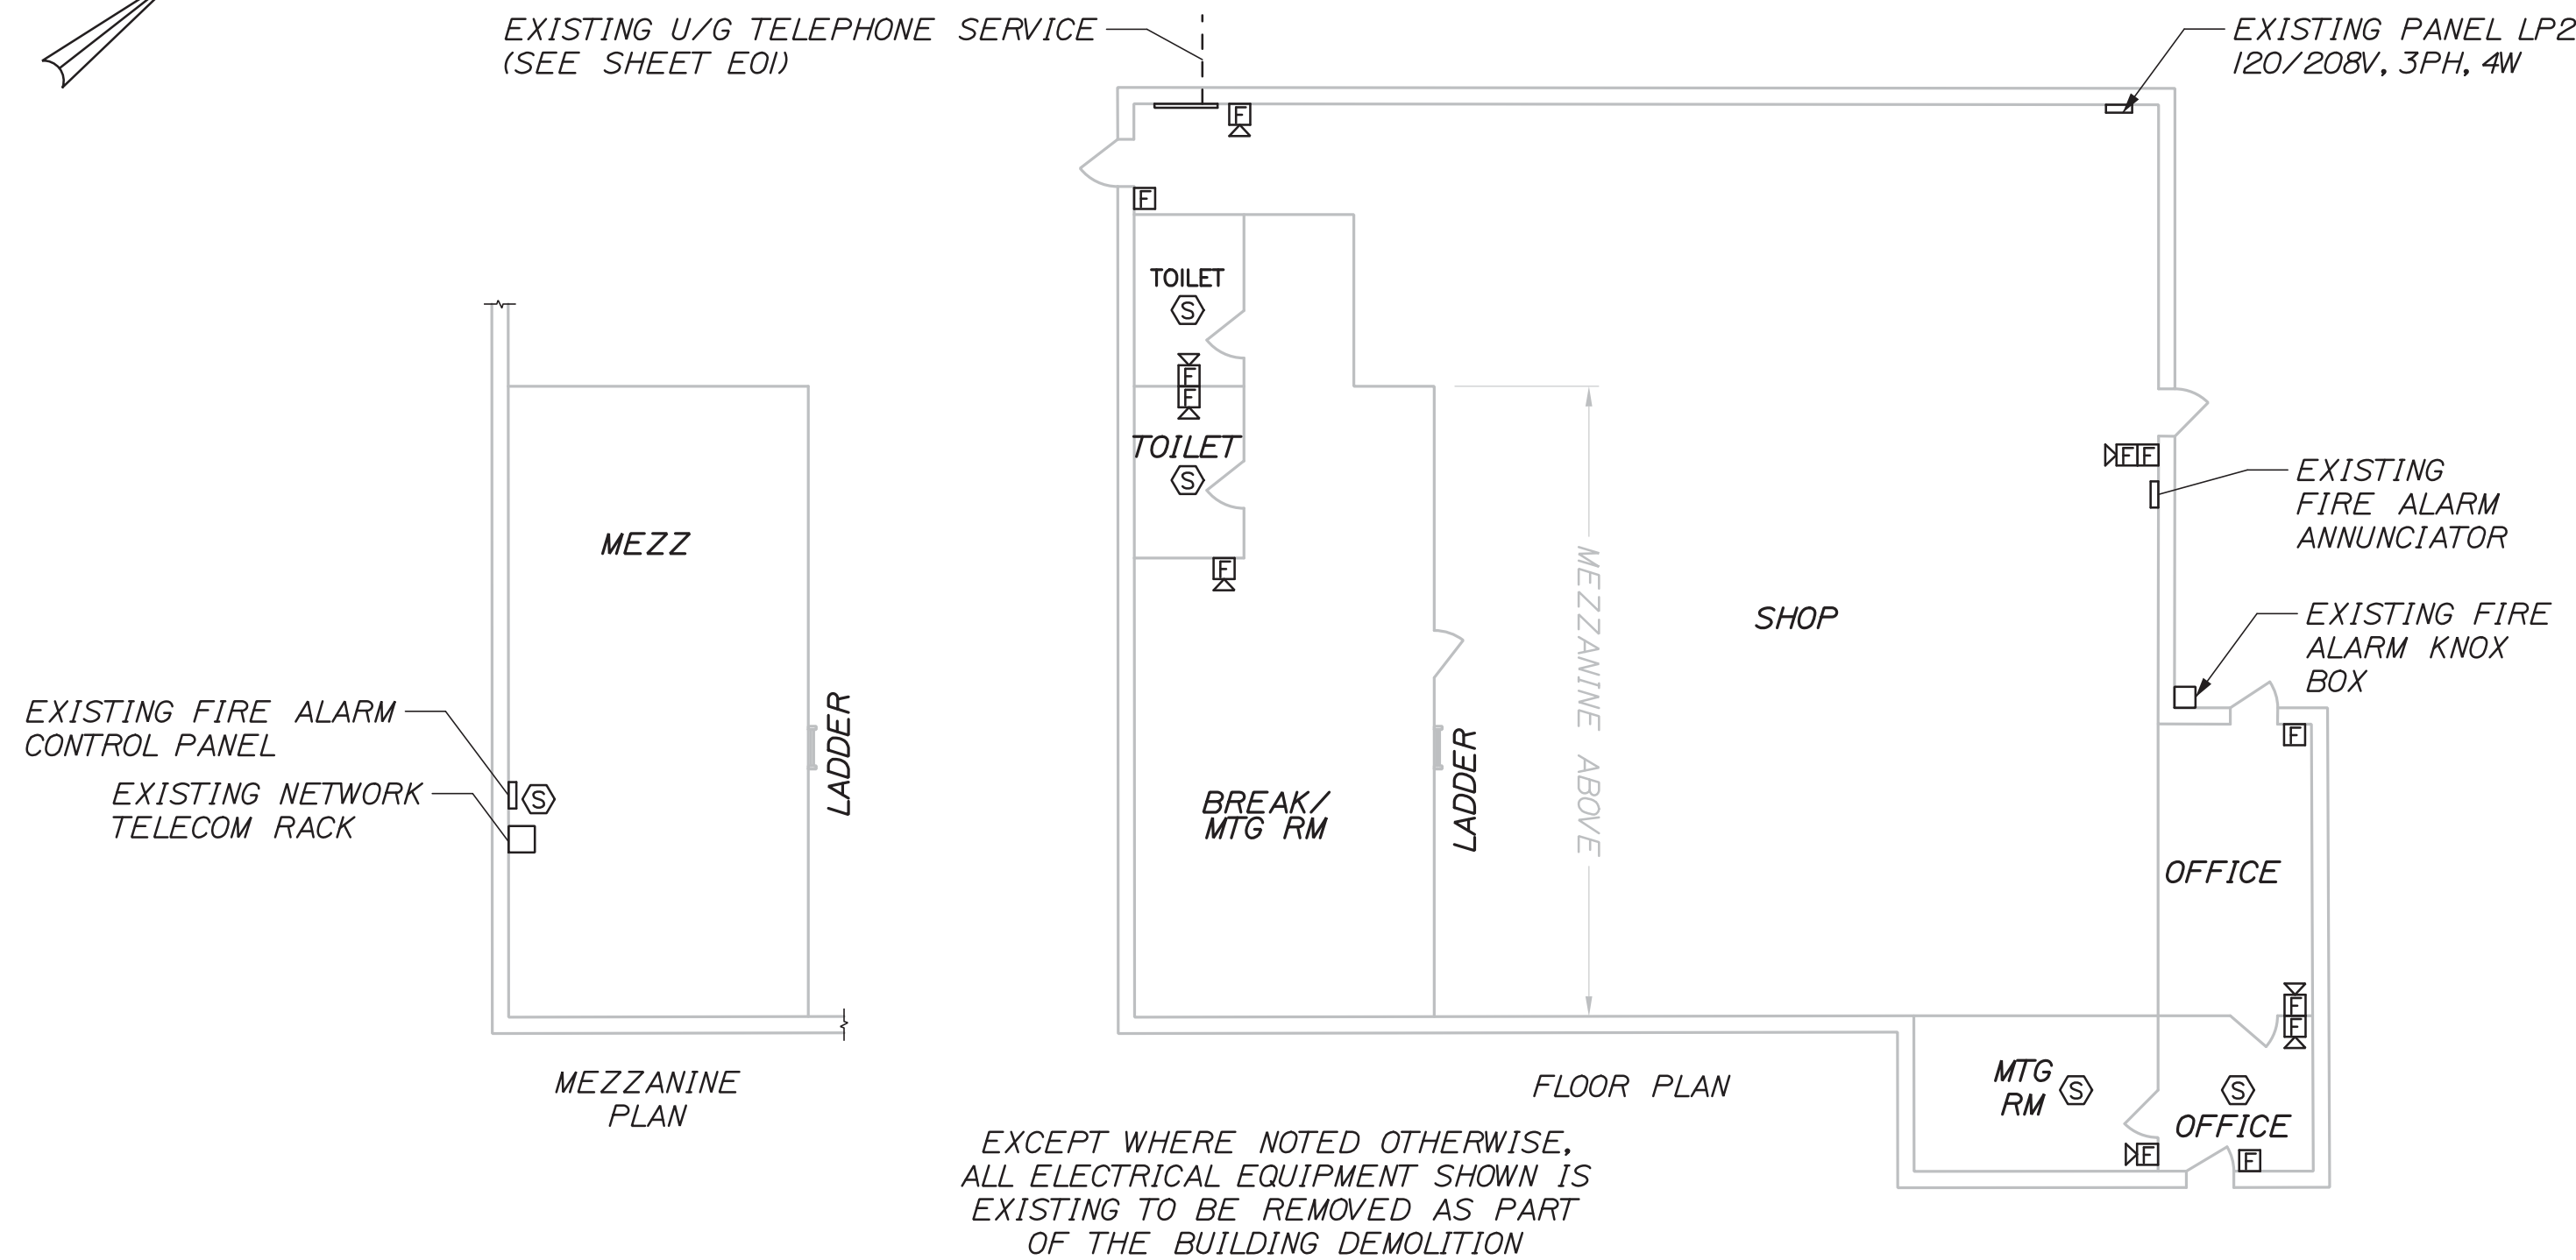 EXISTING U/G TELEPHONE SERVICE
(SEE SHEET E01)
EXISTING PANEL LP2
120/208V, 3PH, 4W
F
F
TOILET
S
F
F
TOILET
S
F
F F
EXISTING
FIRE ALARM
ANNUNCIATOR
MEZZ
SHOP
MEZZANINE ABOVE
EXISTING FIRE
ALARM KNOX
BOX
EXISTING FIRE ALARM
CONTROL PANEL
S
EXISTING NETWORK
TELECOM RACK
LADDER
BREAK/
MTG RM
LADDER
F
OFFICE
F
F
MTG
RM
S
S
OFFICE
F
F
MEZZANINE
PLAN
FLOOR PLAN
EXCEPT WHERE NOTED OTHERWISE,
ALL ELECTRICAL EQUIPMENT SHOWN IS
EXISTING TO BE REMOVED AS PART
OF THE BUILDING DEMOLITION